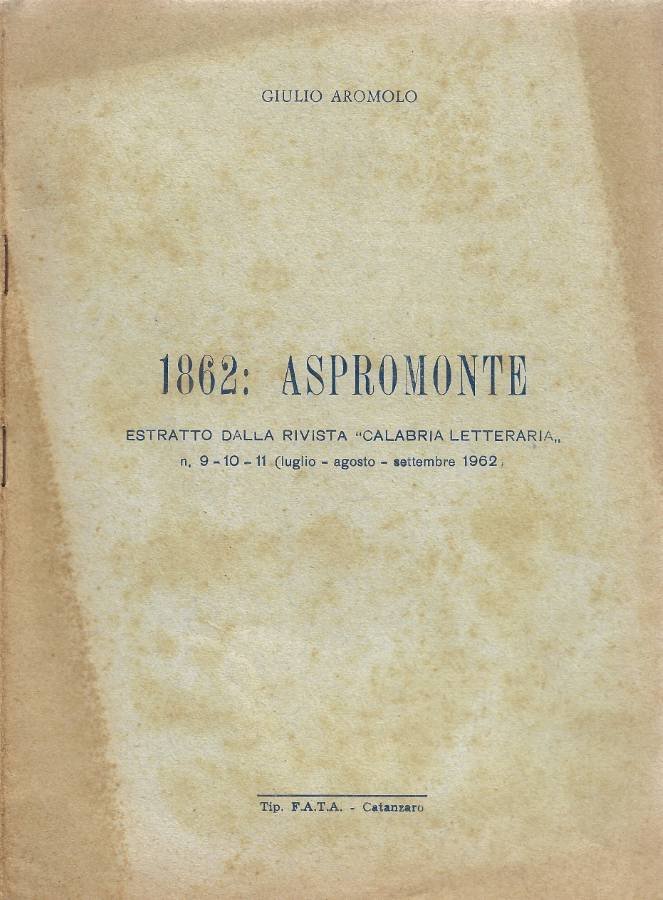 GIULIO AROMOLO
1862: ASPROMONTE
ESTRATTO DALLA RIVISTA “CALABRIA LETTERARIA„
n. 9 - 10 - 11 (luglio - agosto - settembre 1962)
Tip. F.A.T.A. - Catanzaro